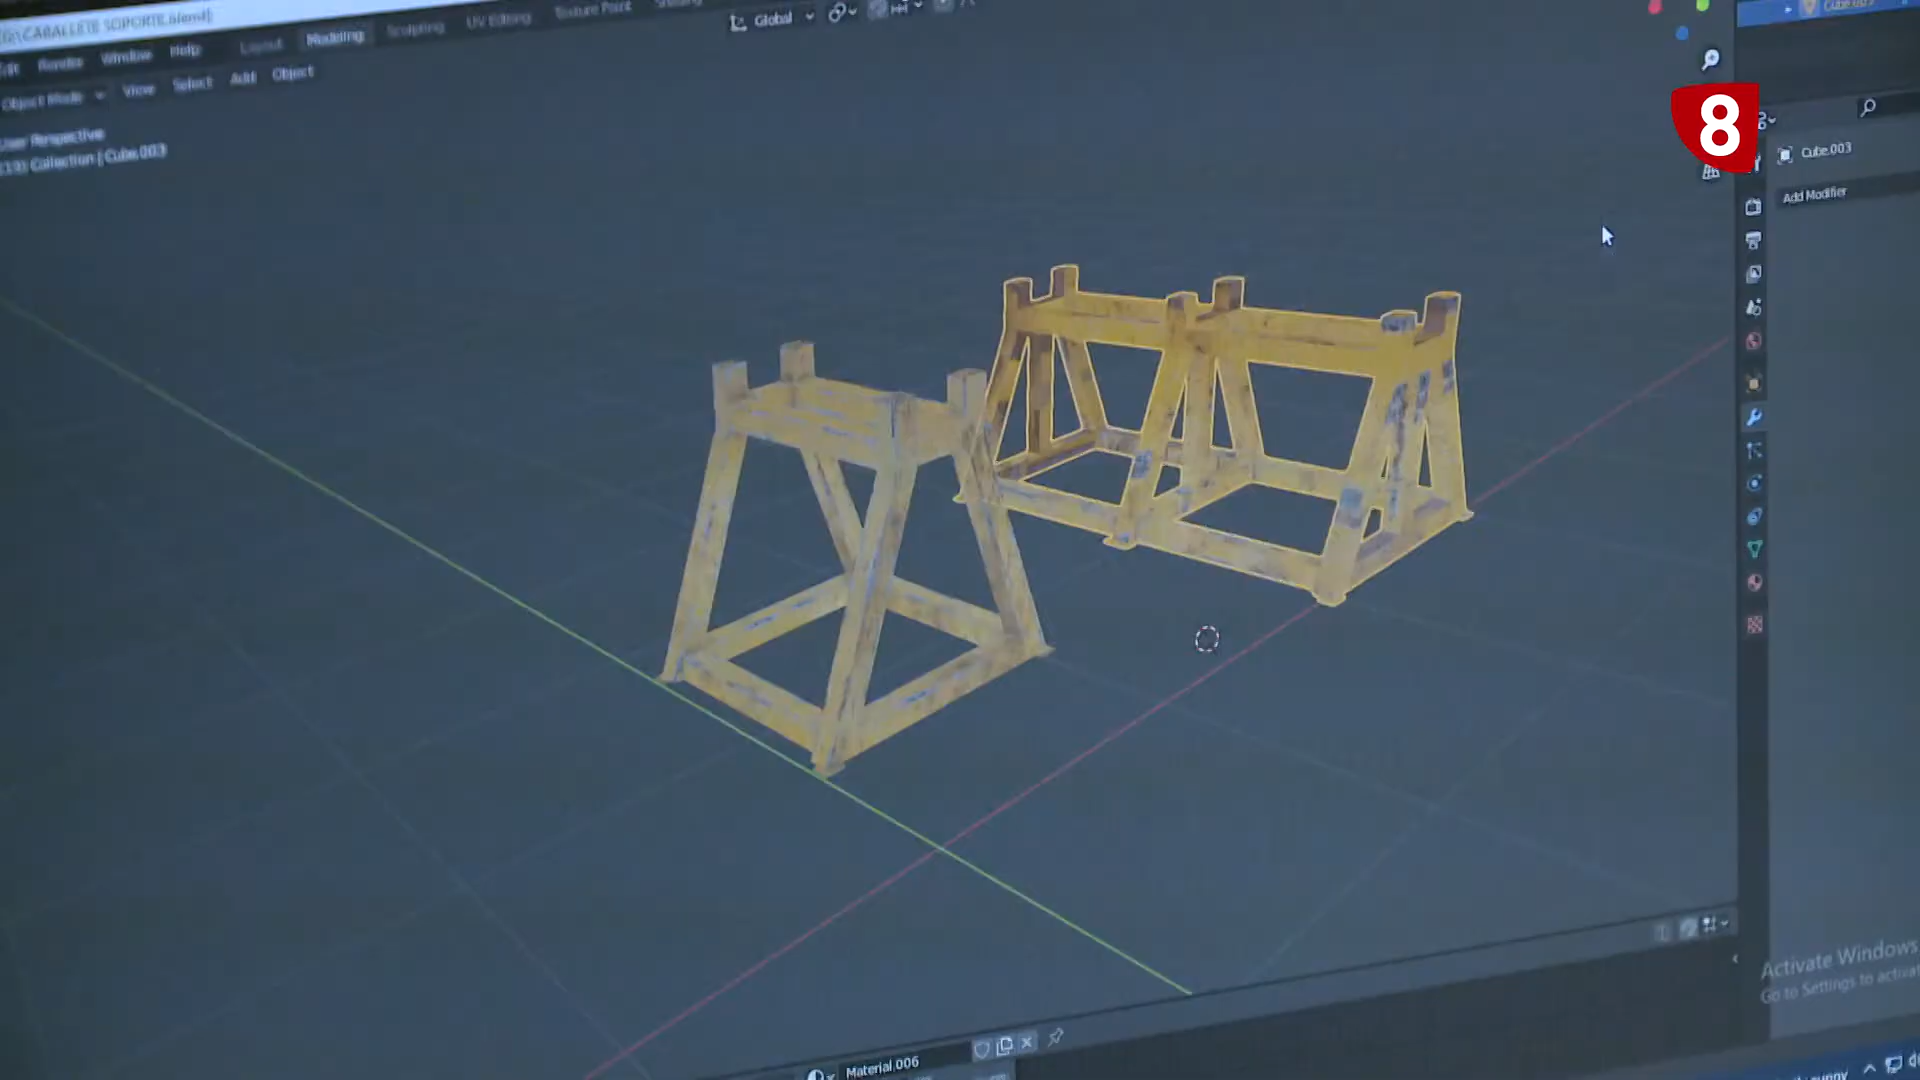 CABALLETE SOPORTE.blend]
Render Window Help Layout Modeling Sculpting UV Editing Texture Paint
Global
Object Mode View Select Add Object
User Perspective
Collection | Cube.003
8
Cube.003
Add Modifier
Activate Windows
Go to Settings to activat
Material.006